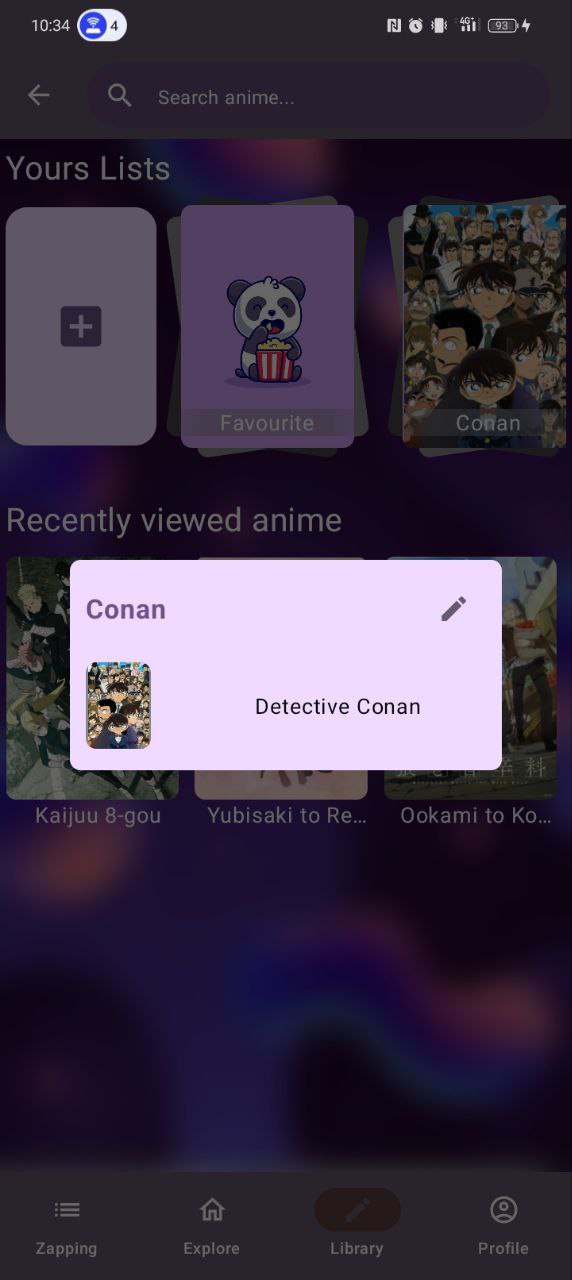 10:34 4 4G+ 93
Search anime...
Yours Lists
Favourite
Conan
Recently viewed anime
Conan
Detective Conan
Kaijuu 8-gou
Yubisaki to Re...
Ookami to Ko...
Zapping
Explore
Library
Profile